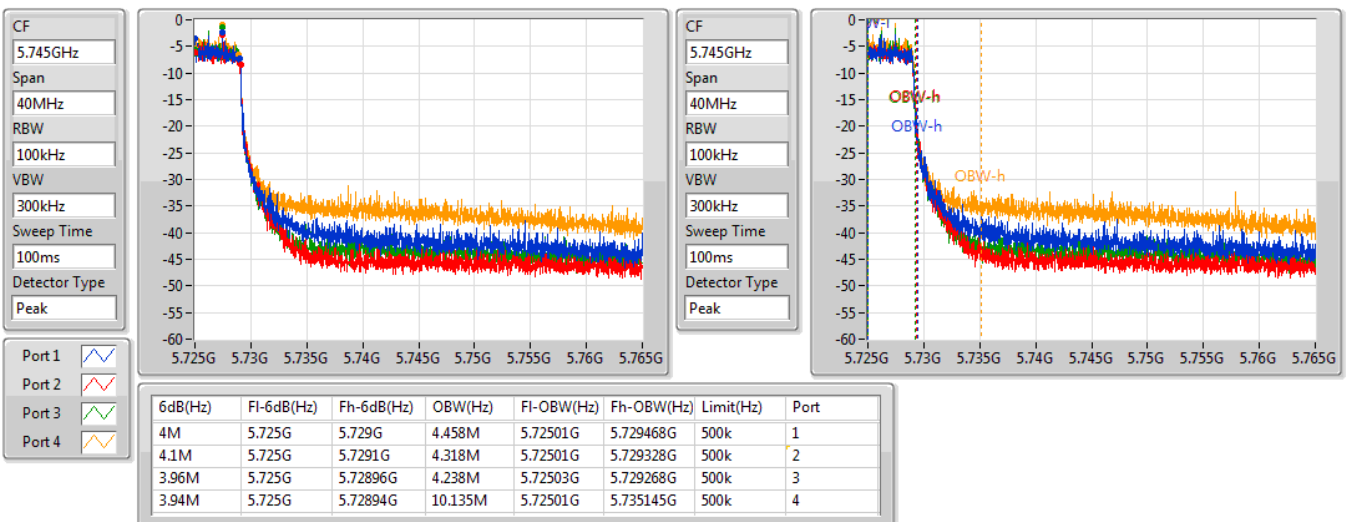 CF
5.745GHz
Span
40MHz
RBW
100kHz
VBW
300kHz
Sweep Time
100ms
Detector Type
Peak
0
-5
-10
-15
-20
-25
-30
-35
-40
-45
-50
-55
-60
5.725G 5.73G 5.735G 5.74G 5.745G 5.75G 5.755G 5.76G 5.765G
CF
5.745GHz
Span
40MHz
RBW
100kHz
VBW
300kHz
Sweep Time
100ms
Detector Type
Peak
0
-5
-10
-15
-20
-25
-30
-35
-40
-45
-50
-55
-60
OBW-h
OBW-h
OBW-h
5.725G 5.73G 5.735G 5.74G 5.745G 5.75G 5.755G 5.76G 5.765G
Port 1
Port 2
Port 3
Port 4
6dB(Hz) Fl-6dB(Hz) Fh-6dB(Hz) OBW(Hz) Fl-OBW(Hz) Fh-OBW(Hz) Limit(Hz) Port
4M 5.725G 5.729G 4.458M 5.72501G 5.729468G 500k 1
4.1M 5.725G 5.7291G 4.318M 5.72501G 5.729328G 500k 2
3.96M 5.725G 5.72896G 4.238M 5.72503G 5.729268G 500k 3
3.94M 5.725G 5.72894G 10.135M 5.72501G 5.735145G 500k 4